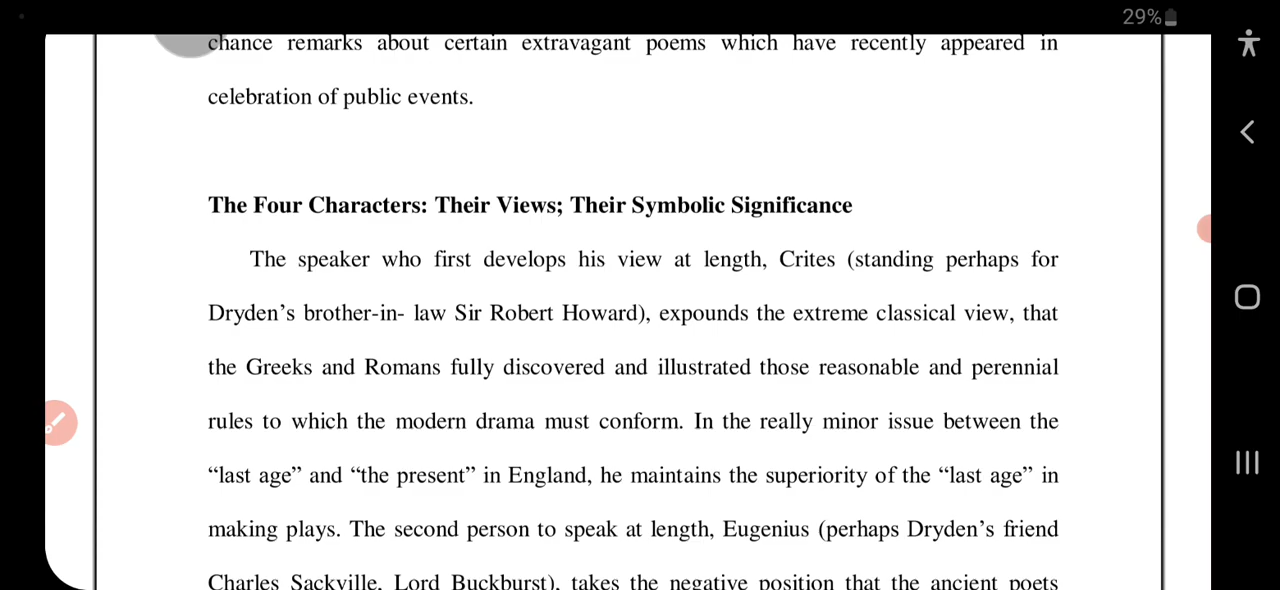 29%
chance remarks about certain extravagant poems which have recently appeared in
celebration of public events.
The Four Characters: Their Views; Their Symbolic Significance
The speaker who first develops his view at length, Crites (standing perhaps for
Dryden’s brother-in- law Sir Robert Howard), expounds the extreme classical view, that
the Greeks and Romans fully discovered and illustrated those reasonable and perennial
rules to which the modern drama must conform. In the really minor issue between the
“last age” and “the present” in England, he maintains the superiority of the “last age” in
making plays. The second person to speak at length, Eugenius (perhaps Dryden’s friend
Charles Sackville, Lord Buckburst), takes the negative position that the ancient poets